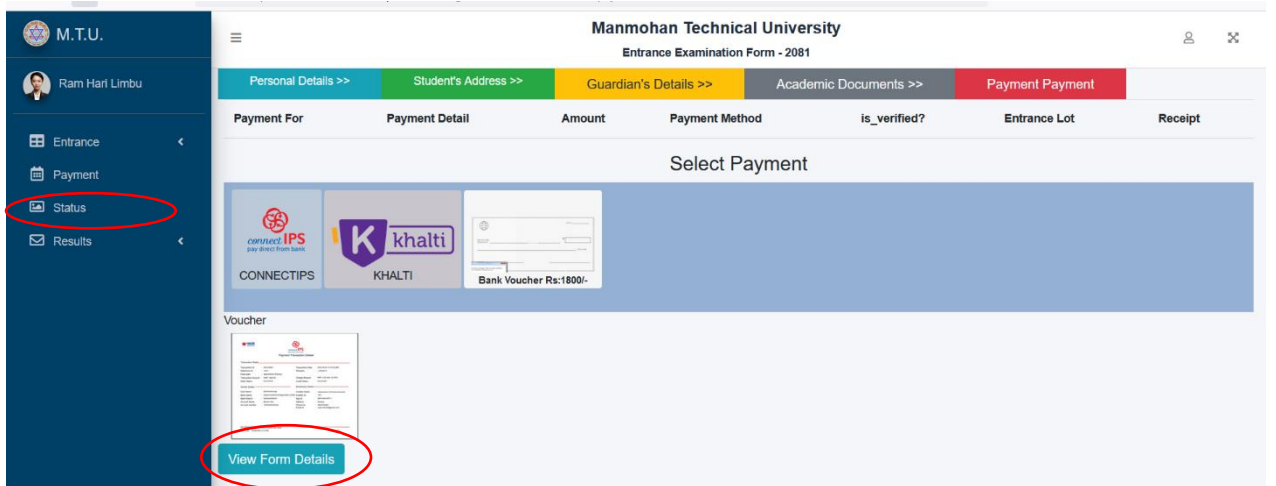 M.T.U.
Manmohan Technical University
Entrance Examination Form - 2081
Ram Hari Limbu
Personal Details >> Student's Address >> Guardian's Details >> Academic Documents >> Payment Payment
Payment For Payment Detail Amount Payment Method is_verified? Entrance Lot Receipt
Entrance
Payment
Status
Results
Select Payment
connectIPS
pay direct from bank
CONNECTIPS
K khalti
KHALTI
Bank Voucher Rs:1800/-
Voucher
View Form Details